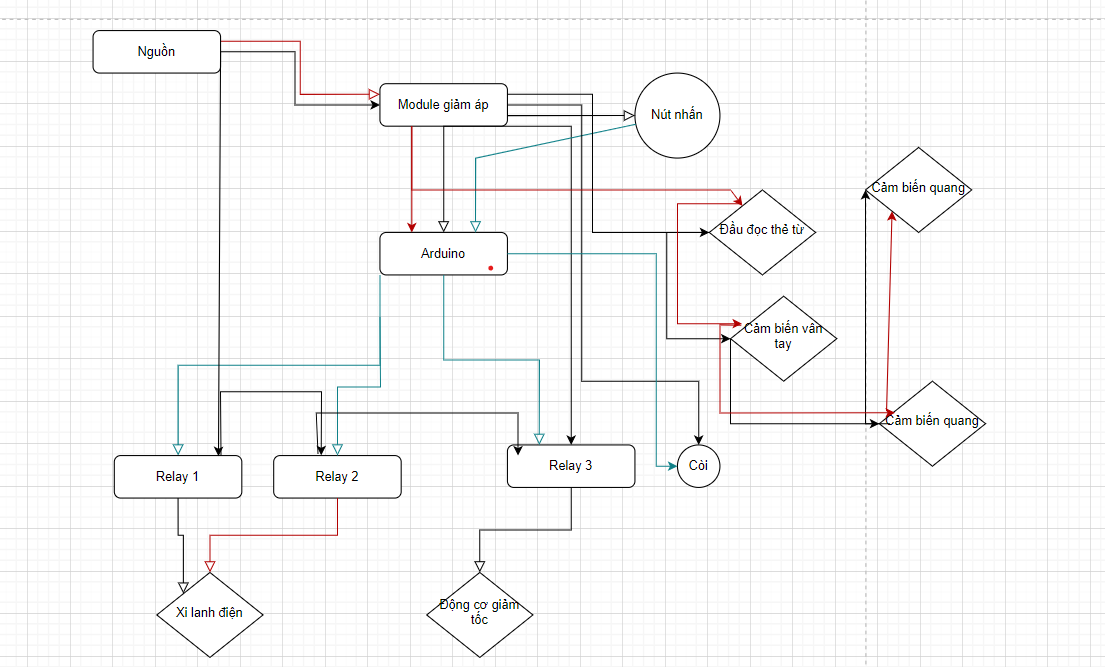 Nguồn
Module giảm áp
Nút nhấn
Cảm biến quang
Đầu đọc thẻ từ
Arduino
Cảm biến vân
tay
Cảm biến quang
Relay 1
Relay 2
Relay 3
Còi
Xi lanh điện
Động cơ giảm
tốc